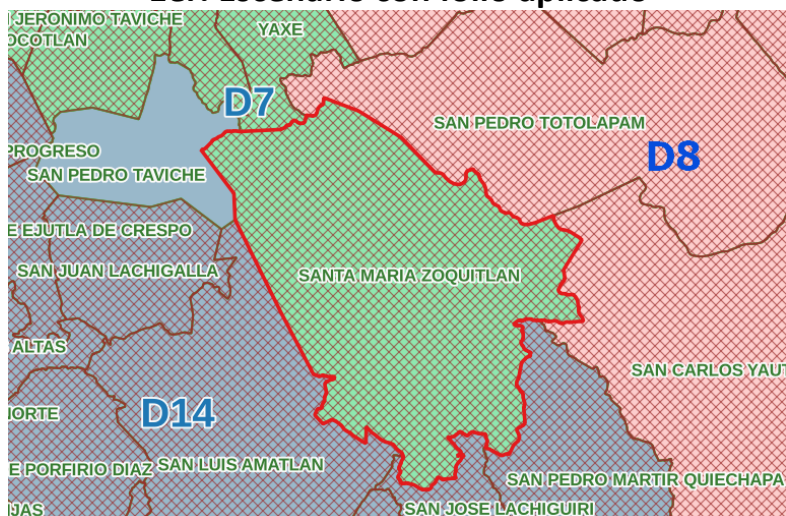 JERONIMO TAVICHE
OCOTLAN
YAXE
D7
SAN PEDRO TOTOLAPAM
PROGRESO
D8
SAN PEDRO TAVICHE
E EJUTLA DE CRESPO
SAN JUAN LACHIGALLA
SANTA MARIA ZOQUITLAN
ALTAS
SAN CARLOS YAUT
NORTE
D14
E PORFIRIO DIAZ
SAN LUIS AMATLAN
SAN PEDRO MARTIR QUIECHAPA
JAS
SAN JOSE LACHIGUIRI